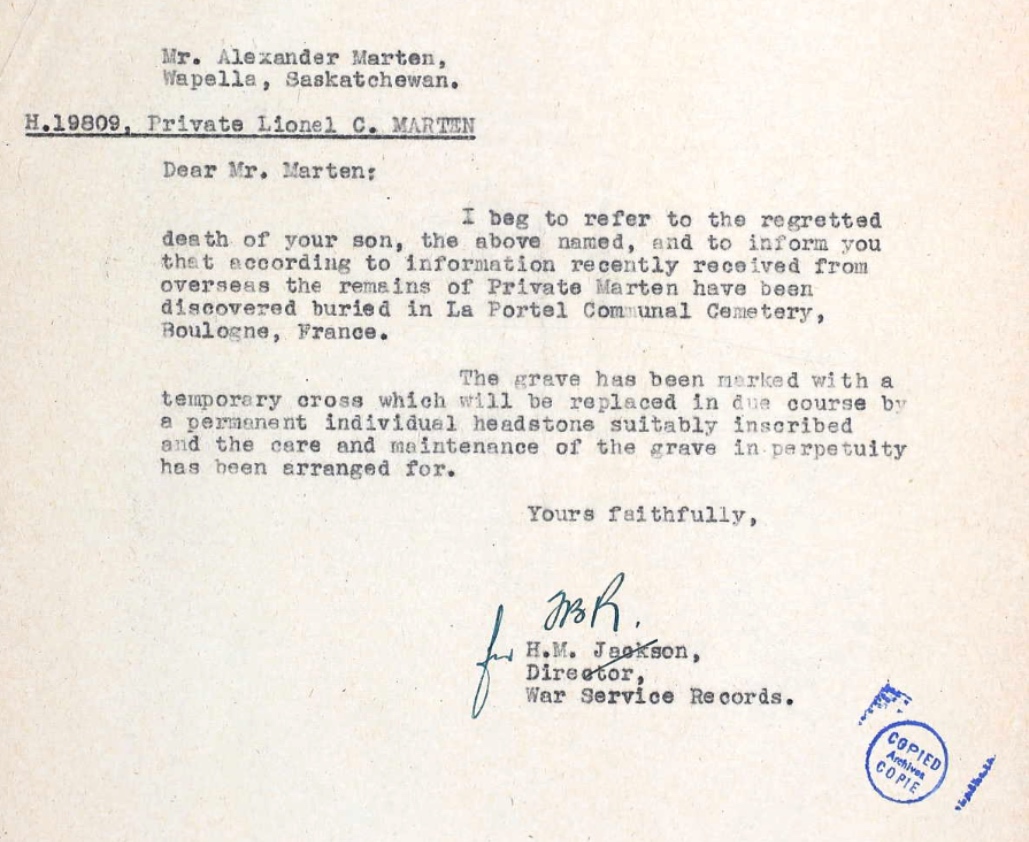 Mr. Alexander Marten,
Wapella, Saskatchewan.
H.19809, Private Lionel C. MARTEN
Dear Mr. Marten:
I beg to refer to the regretted
death of your son, the above named, and to inform you
that according to information recently received from
overseas the remains of Private Marten have been
discovered buried in La Portel Communal Cemetery,
Boulogne, France.
The grave has been marked with a
temporary cross which will be replaced in due course by
a permanent individual headstone suitably inscribed
and the care and maintenance of the grave in perpetuity
has been arranged for.
Yours faithfully,
for H.M. Jackson,
Director,
War Service Records.
COPIED
Archives
COPIE